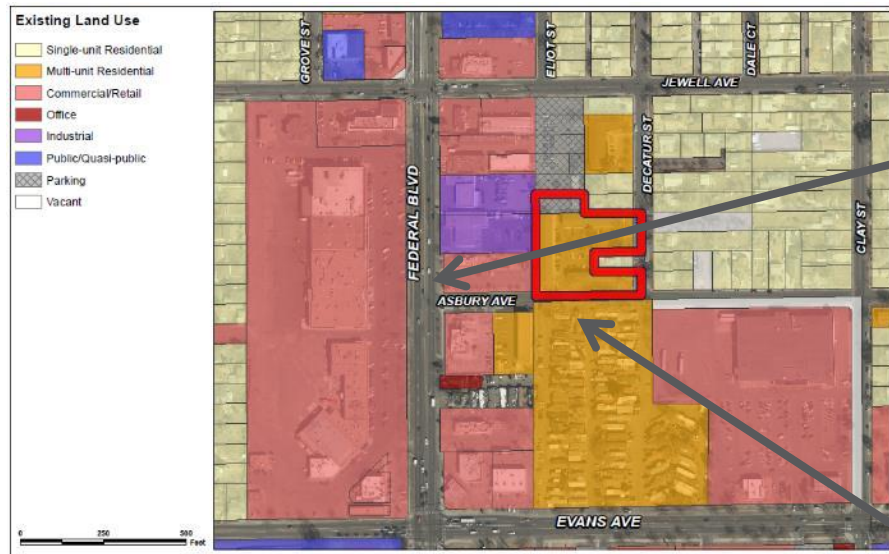 Existing Land Use
Single-unit Residential
Multi-unit Residential
Commercial/Retail
Office
Industrial
Public/Quasi-public
Parking
Vacant
GROVE ST
ELIOT ST
DALE CT
JEWELL AVE
DECATUR ST
FEDERAL BLVD
CLAY ST
ASBURY AVE
EVANS AVE
0 250 500
Feet